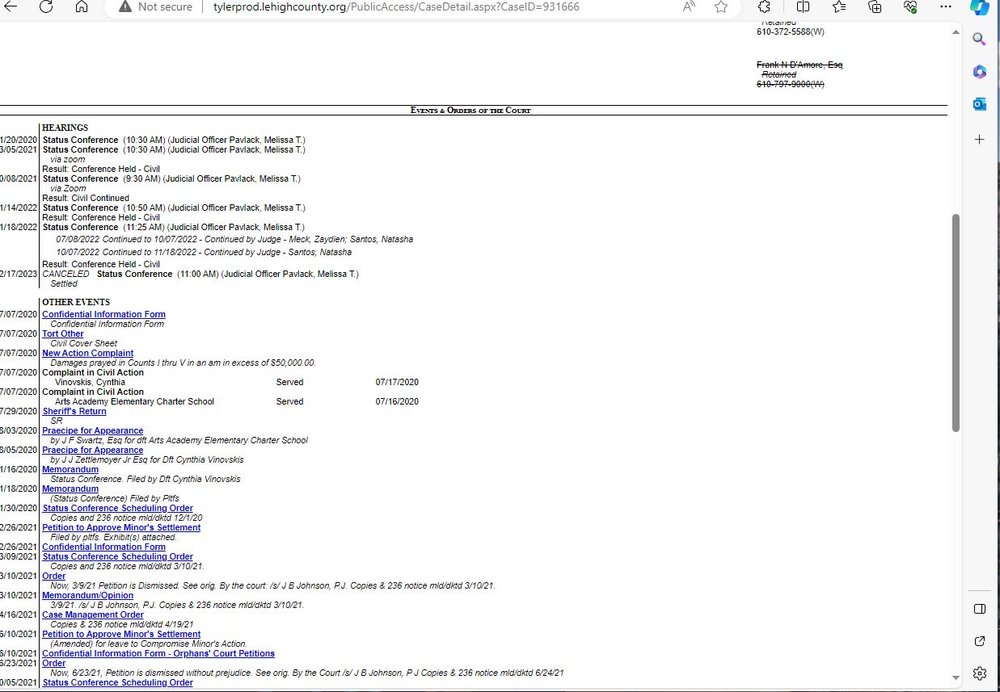 Not secure tylerprod.lehighcounty.org/PublicAccess/CaseDetail.aspx?CaseID=931666
Retained
610-372-5588(W)
Frank N D'Amore, Esq
Retained
610-797-9000(W)
EVENTS & ORDERS OF THE COURT
HEARINGS
1/20/2020 Status Conference (10:30 AM) (Judicial Officer Pavlack, Melissa T.)
3/05/2021 Status Conference (10:30 AM) (Judicial Officer Pavlack, Melissa T.)
via zoom
Result: Conference Held - Civil
0/08/2021 Status Conference (9:30 AM) (Judicial Officer Pavlack, Melissa T.)
via Zoom
Result: Civil Continued
1/14/2022 Status Conference (10:50 AM) (Judicial Officer Pavlack, Melissa T.)
Result: Conference Held - Civil
1/18/2022 Status Conference (11:25 AM) (Judicial Officer Pavlack, Melissa T.)
07/08/2022 Continued to 10/07/2022 - Continued by Judge - Meck, Zaydien; Santos, Natasha
10/07/2022 Continued to 11/18/2022 - Continued by Judge - Santos, Natasha
Result: Conference Held - Civil
2/17/2023 CANCELED Status Conference (11:00 AM) (Judicial Officer Pavlack, Melissa T.)
Settled
OTHER EVENTS
7/07/2020 Confidential Information Form
Confidential Information Form
7/07/2020 Tort Other
Civil Cover Sheet
7/07/2020 New Action Complaint
Damages prayed in Counts I thru V in an am in excess of $50,000.00.
7/07/2020 Complaint in Civil Action
Vinovskis, Cynthia Served 07/17/2020
7/07/2020 Complaint in Civil Action
Arts Academy Elementary Charter School Served 07/16/2020
7/29/2020 Sheriff's Return
SR
8/03/2020 Praecipe for Appearance
by J F Swartz, Esq for dft Arts Academy Elementary Charter School
8/05/2020 Praecipe for Appearance
by J J Zettlemoyer Jr Esq for Dft Cynthia Vinovskis
1/16/2020 Memorandum
Status Conference. Filed by Dft Cynthia Vinovskis
1/18/2020 Memorandum
(Status Conference) Filed by Pltfs
1/30/2020 Status Conference Scheduling Order
Copies and 236 notice mld/dktd 12/1/20
2/26/2021 Petition to Approve Minor's Settlement
Filed by pltfs. Exhibit(s) attached.
2/26/2021 Confidential Information Form
3/09/2021 Status Conference Scheduling Order
Copies and 236 notice mld/dktd 3/10/21.
3/10/2021 Order
Now, 3/9/21 Petition is Dismissed. See orig. By the court: /s/ J B Johnson, P.J. Copies & 236 notice mld/dktd 3/10/21.
3/10/2021 Memorandum/Opinion
3/9/21. /s/ J B Johnson, P.J. Copies & 236 notice mld/dktd 3/10/21.
4/16/2021 Case Management Order
Copies & 236 notice mld/dktd 4/19/21
6/10/2021 Petition to Approve Minor's Settlement
(Amended) for leave to Compromise Minor's Action.
6/10/2021 Confidential Information Form - Orphans' Court Petitions
6/23/2021 Order
Now, 6/23/21, Petition is dismissed without prejudice. See orig. By the Court /s/ J B Johnson, P J Copies & 236 notice mld/dktd 6/24/21
0/05/2021 Status Conference Scheduling Order